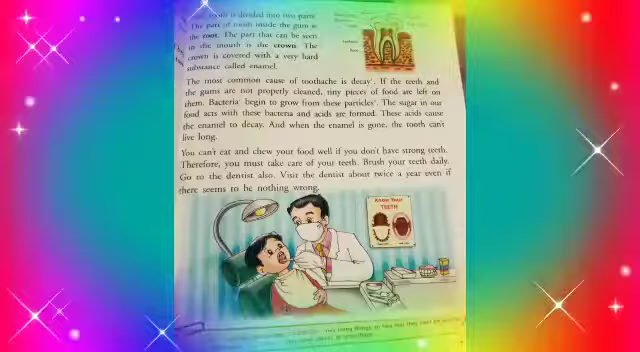 tooth is divided into two parts
The part of tooth inside the gum is
the root. The part that can be seen
in the mouth is the crown. The
crown is covered with a very hard
substance called enamel.
The most common cause of toothache is decay. If the teeth and
the gums are not properly cleaned, tiny pieces of food are left on
them. Bacteria begin to grow from these particles. The sugar in our
food acts with these bacteria and acids are formed. These acids cause
the enamel to decay. And when the enamel is gone, the tooth can't
live long.
You can't eat and chew your food well if you don't have strong teeth.
Therefore, you must take care of your teeth. Brush your teeth daily.
Go to the dentist also. Visit the dentist about twice a year even if
there seems to be nothing wrong.
Know Your
TEETH